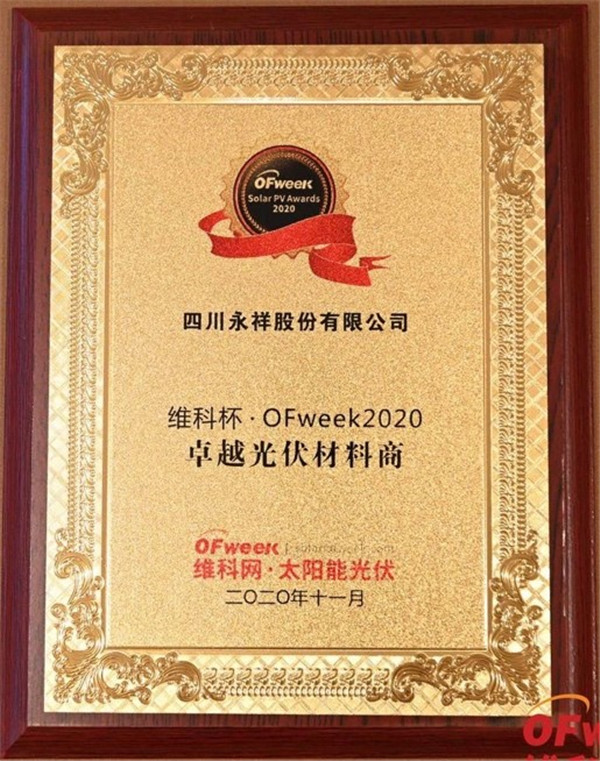 OFweek
Solar PV Awards
2020
四川永祥股份有限公司
维科杯·OFweek2020
卓越光伏材料商
OFweek
维科网·太阳能光伏
二〇二〇年十一月
OFw